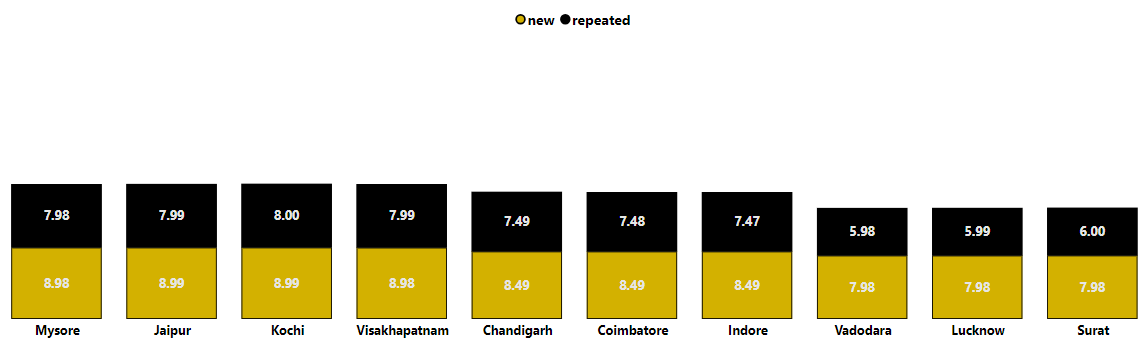 new repeated
7.98 7.99 8.00 7.99 7.49 7.48 7.47 5.98 5.99 6.00
8.98 8.99 8.99 8.98 8.49 8.49 8.49 7.98 7.98 7.98
Mysore Jaipur Kochi Visakhapatnam Chandigarh Coimbatore Indore Vadodara Lucknow Surat